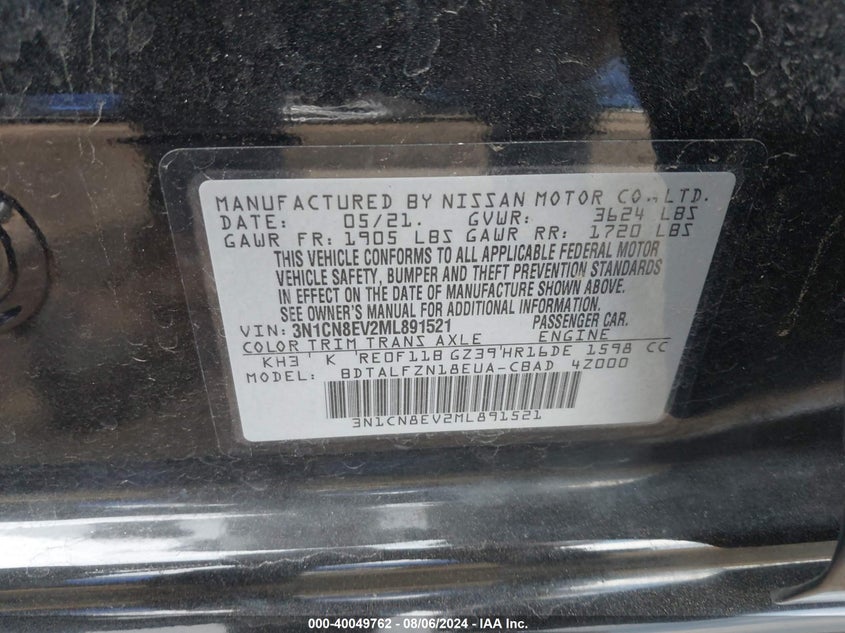 MANUFACTURED BY NISSAN MOTOR CO., LTD.
DATE: 05/21. GVWR: 3624 LBS
GAWR FR: 1905 LBS GAWR RR: 1720 LBS
THIS VEHICLE CONFORMS TO ALL APPLICABLE FEDERAL MOTOR
VEHICLE SAFETY, BUMPER AND THEFT PREVENTION STANDARDS
IN EFFECT ON THE DATE OF MANUFACTURE SHOWN ABOVE.
SEE OWNER'S MANUAL FOR ADDITIONAL INFORMATION.
VIN: 3N1CN8EV2ML891521 PASSENGER CAR.
COLOR TRIM TRANS AXLE ENGINE
KH3 K RE0F11B GZ39 HR16DE 1598 CC
MODEL: BDTALFZN18EUA-CBAD 4Z000
3N1CN8EV2ML891521
000-40049762 - 08/06/2024 - IAA Inc.